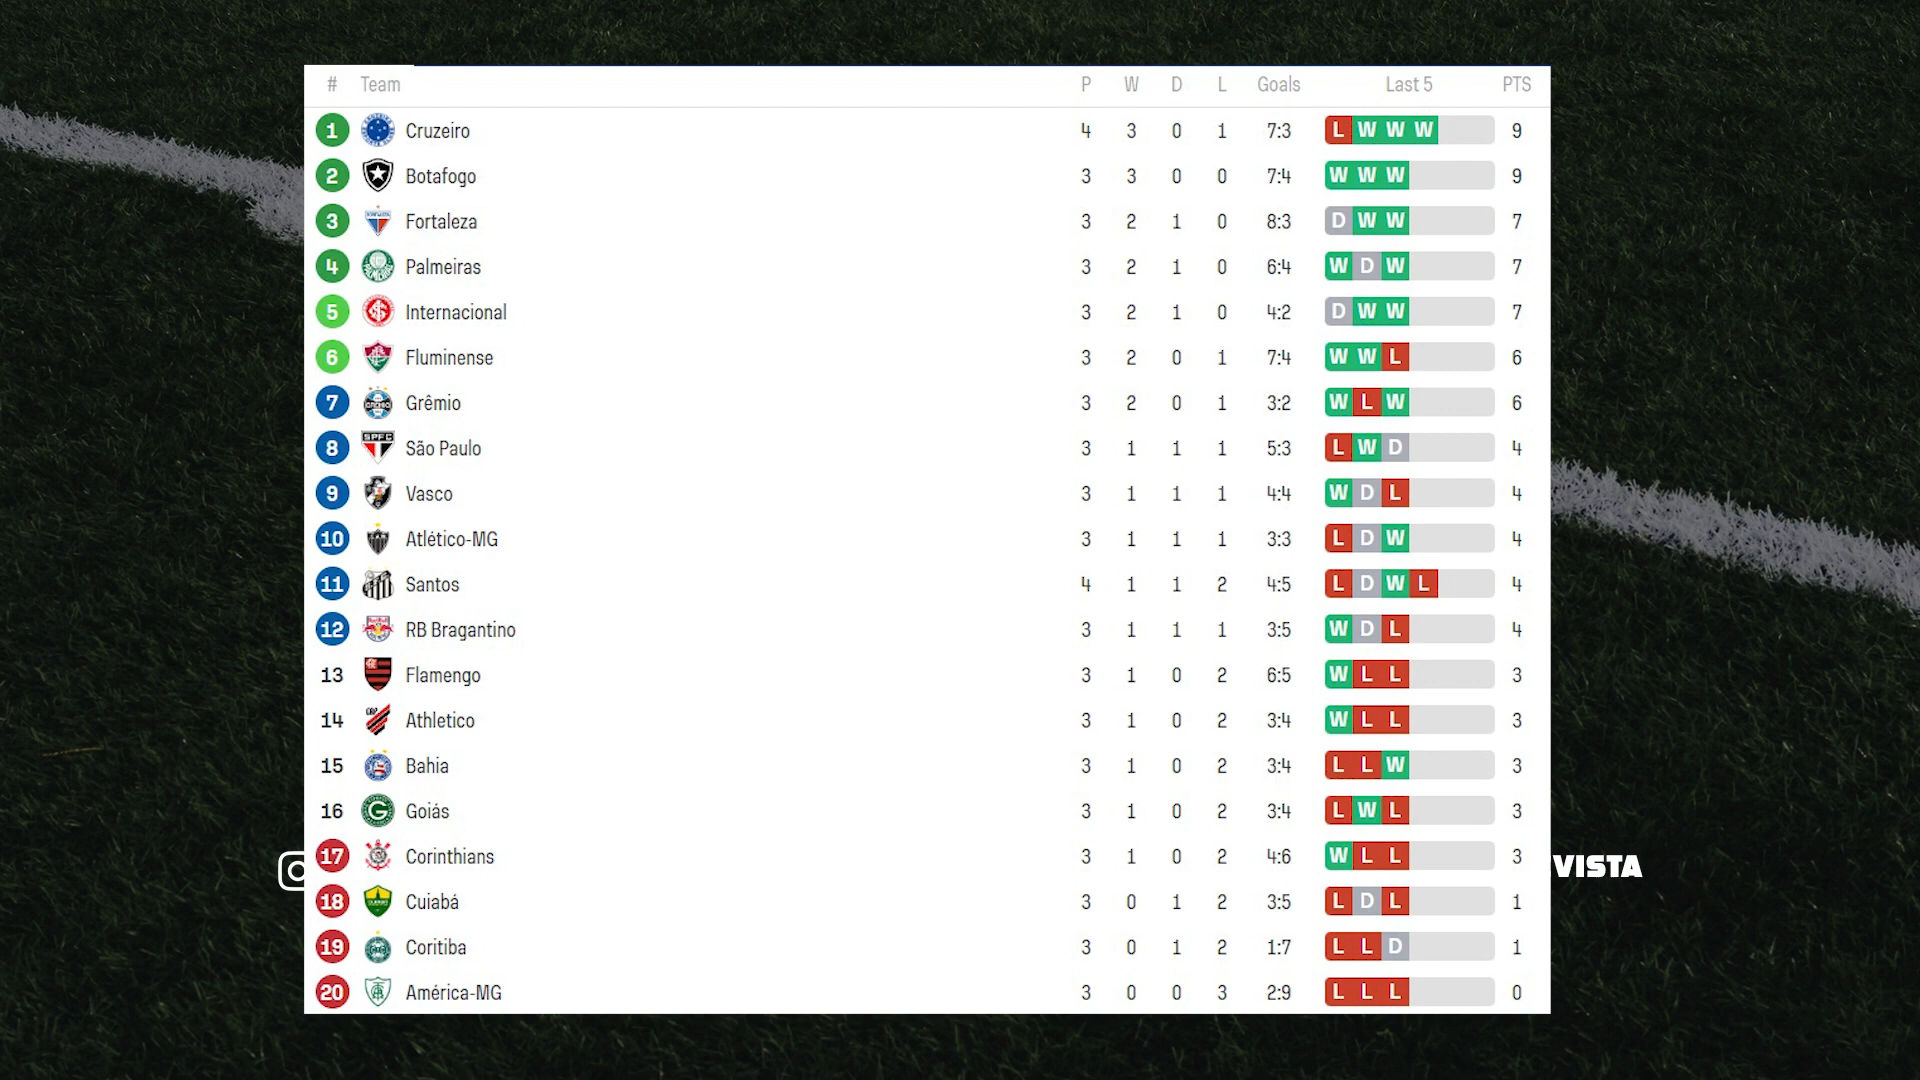 # Team P W D L Goals Last 5 PTS
1 Cruzeiro 4 3 0 1 7:3 L W W W 9
2 Botafogo 3 3 0 0 7:4 W W W 9
3 Fortaleza 3 2 1 0 8:3 D W W 7
4 Palmeiras 3 2 1 0 6:4 W D W 7
5 Internacional 3 2 1 0 4:2 D W W 7
6 Fluminense 3 2 0 1 7:4 W W L 6
7 Grêmio 3 2 0 1 3:2 W L W 6
8 SPFC São Paulo 3 1 1 1 5:3 L W D 4
9 Vasco 3 1 1 1 4:4 W D L 4
10 Atlético-MG 3 1 1 1 3:3 L D W 4
11 Santos 4 1 1 2 4:5 L D W L 4
12 RB Bragantino 3 1 1 1 3:5 W D L 4
13 Flamengo 3 1 0 2 6:5 W L L 3
14 Athletico 3 1 0 2 3:4 W L L 3
15 Bahia 3 1 0 2 3:4 L L W 3
16 Goiás 3 1 0 2 3:4 L W L 3
17 Corinthians 3 1 0 2 4:6 W L L 3
VISTA
18 Cuiabá 3 0 1 2 3:5 L D L 1
19 Coritiba 3 0 1 2 1:7 L L D 1
20 América-MG 3 0 0 3 2:9 L L L 0